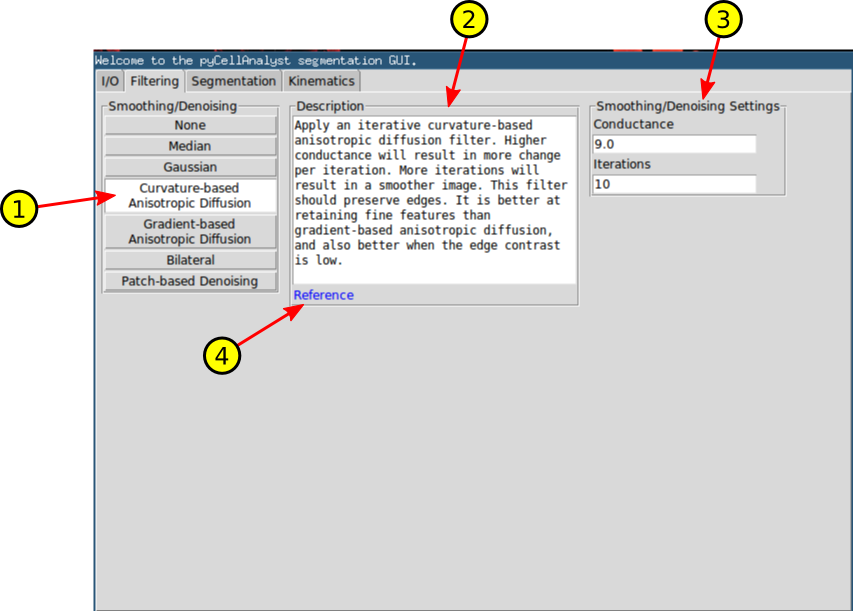 2
3
Welcome to the pyCellAnalyst segmentation GUI.
I/O Filtering Segmentation Kinematics
Smoothing/Denoising
None
Median
Gaussian
Curvature-based
Anisotropic Diffusion
Gradient-based
Anisotropic Diffusion
Bilateral
Patch-based Denoising
1
Description
Apply an iterative curvature-based
anisotropic diffusion filter. Higher
conductance will result in more change
per iteration. More iterations will
result in a smoother image. This filter
should preserve edges. It is better at
retaining fine features than
gradient-based anisotropic diffusion,
and also better when the edge contrast
is low.
Reference
4
Smoothing/Denoising Settings
Conductance
9.0
Iterations
10